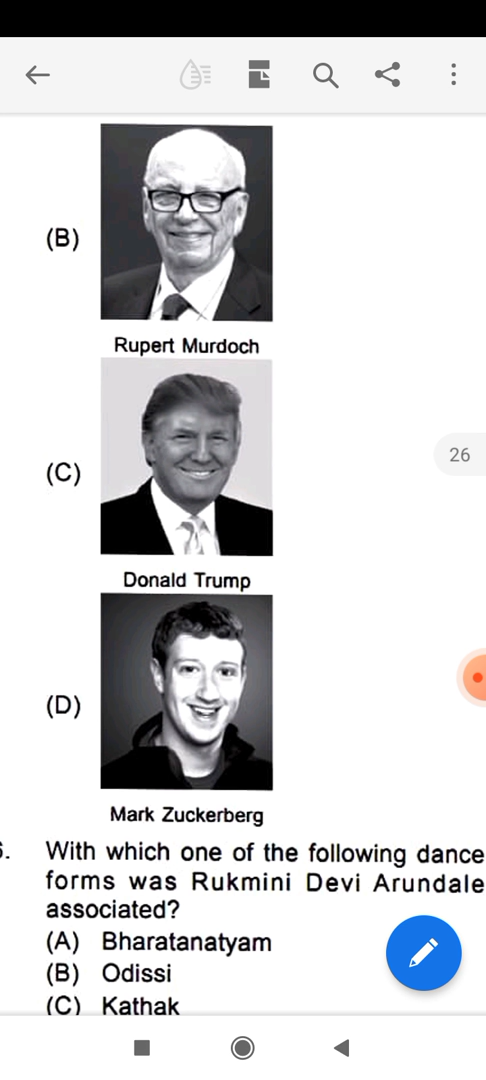 (B)
Rupert Murdoch
(C)
26
Donald Trump
(D)
Mark Zuckerberg
With which one of the following dance
forms was Rukmini Devi Arundale
associated?
(A) Bharatanatyam
(B) Odissi
(C) Kathak